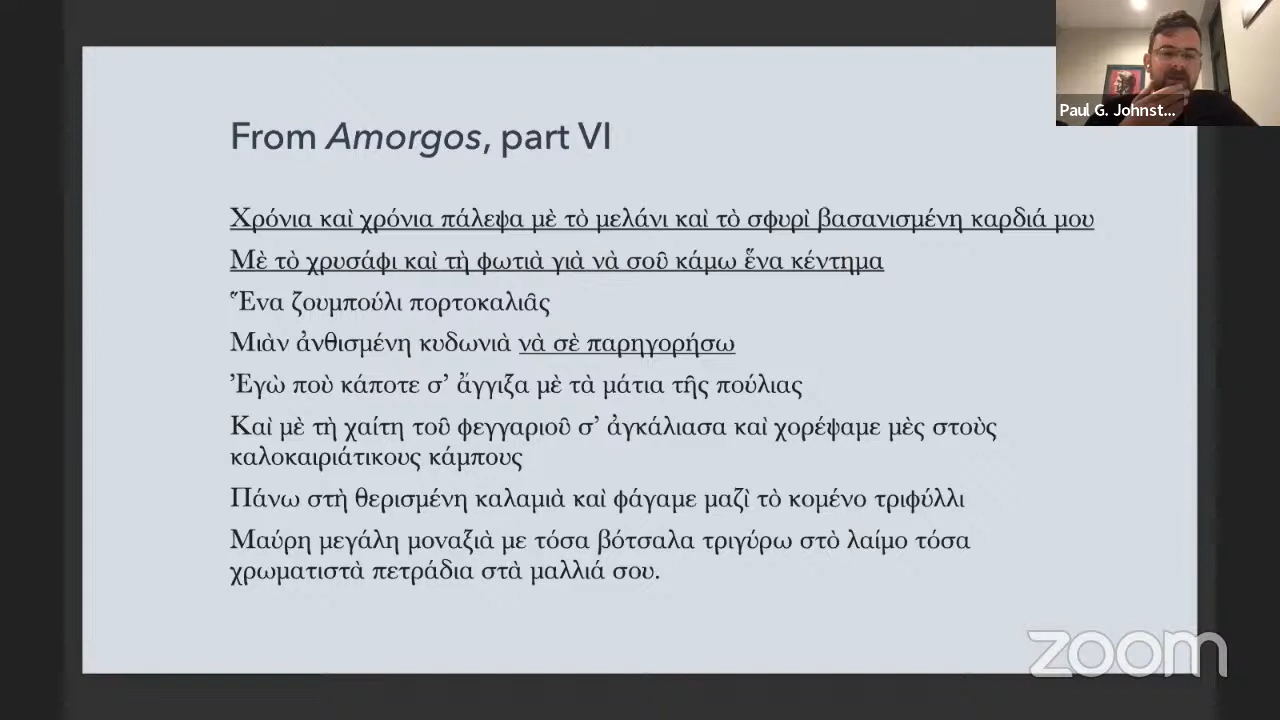 Paul G. Johnst...
From Amorgos, part VI
Χρόνια καὶ χρόνια πάλεψα μὲ τὸ μελάνι καὶ τὸ σφυρὶ βασανισμένη καρδιά μου
Μὲ τὸ χρυσάφι καὶ τὴ φωτιὰ γιὰ νὰ σοῦ κάμω ἕνα κέντημα
Ἕνα ζουμπούλι πορτοκαλιᾶς
Μιὰν ἀνθισμένη κυδωνιὰ νὰ σὲ παρηγορήσω
Ἐγὼ ποὺ κάποτε σ’ ἄγγιξα μὲ τὰ μάτια τῆς πούλιας
Καὶ μὲ τὴ χαίτη τοῦ φεγγαριοῦ σ’ ἀγκάλιασα καὶ χορέψαμε μὲς στοὺς
καλοκαιριάτικους κάμπους
Πάνω στὴ θερισμένη καλαμιὰ καὶ φάγαμε μαζὶ τὸ κομένο τριφύλλι
Μαύρη μεγάλη μοναξιὰ με τόσα βότσαλα τριγύρω στὸ λαίμο τόσα
χρωματιστὰ πετράδια στὰ μαλλιά σου.
zoom